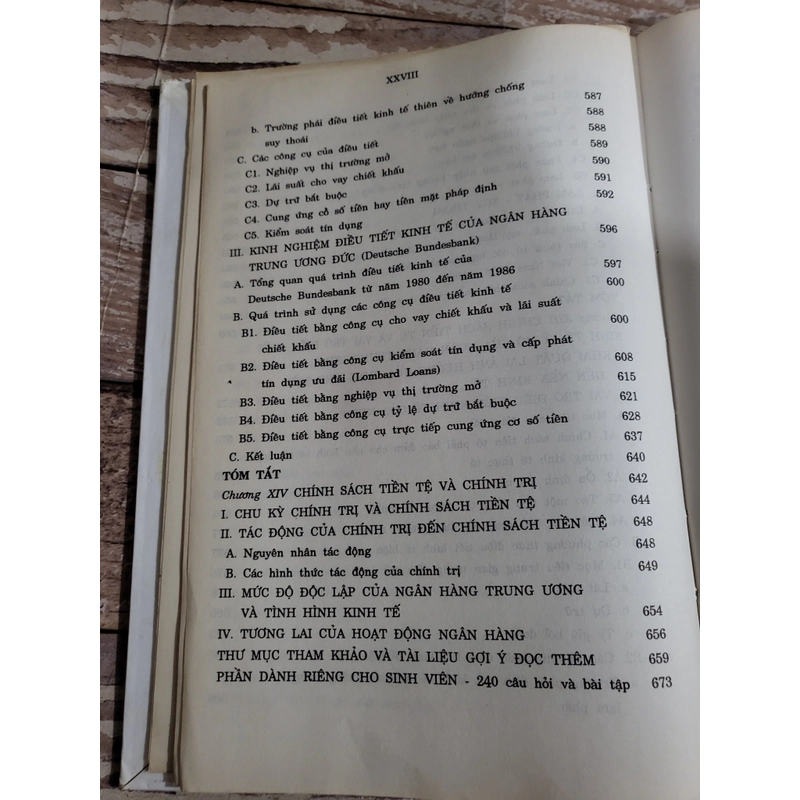 XXVIII
b. Trường phái điều tiết kinh tế thiên về hướng chống 587
suy thoái 588
C. Các công cụ của điều tiết 588
C1. Nghiệp vụ thị trường mở 589
C2. Lãi suất cho vay chiết khấu 590
C3. Dự trữ bắt buộc 591
C4. Cung ứng cỗ số tiền hay tiền mặt pháp định 592
C5. Kiểm soát tín dụng
III. KINH NGHIỆM ĐIỀU TIẾT KINH TẾ CỦA NGÂN HÀNG
TRUNG ƯƠNG ĐỨC (Deutsche Bundesbank) 596
A. Tổng quan quá trình điều tiết kinh tế của
Deutsche Bundesbank từ năm 1980 đến năm 1986 597
B. Quá trình sử dụng các công cụ điều tiết kinh tế 600
B1. Điều tiết bằng công cụ cho vay chiết khấu và lãi suất
chiết khấu 600
B2. Điều tiết bằng công cụ kiểm soát tín dụng và cấp phát
tín dụng ưu đãi (Lombard Loans) 608
B3. Điều tiết bằng nghiệp vụ thị trường mở 615
B4. Điều tiết bằng công cụ tỷ lệ dự trữ bắt buộc 621
B5. Điều tiết bằng công cụ trực tiếp cung ứng cơ số tiền 628
C. Kết luận 637
TÓM TẮT 640
Chương XIV CHÍNH SÁCH TIỀN TỆ VÀ CHÍNH TRỊ 642
I. CHU KỲ CHÍNH TRỊ VÀ CHÍNH SÁCH TIỀN TỆ 644
II. TÁC ĐỘNG CỦA CHÍNH TRỊ ĐẾN CHÍNH SÁCH TIỀN TỆ 648
A. Nguyên nhân tác động 648
B. Các hình thức tác động của chính trị 649
III. MỨC ĐỘ ĐỘC LẬP CỦA NGÂN HÀNG TRUNG ƯƠNG
VÀ TÌNH HÌNH KINH TẾ 654
IV. TƯƠNG LAI CỦA HOẠT ĐỘNG NGÂN HÀNG 656
THƯ MỤC THAM KHẢO VÀ TÀI LIỆU GỢI Ý ĐỌC THÊM 659
PHẦN DÀNH RIÊNG CHO SINH VIÊN - 240 câu hỏi và bài tập 673